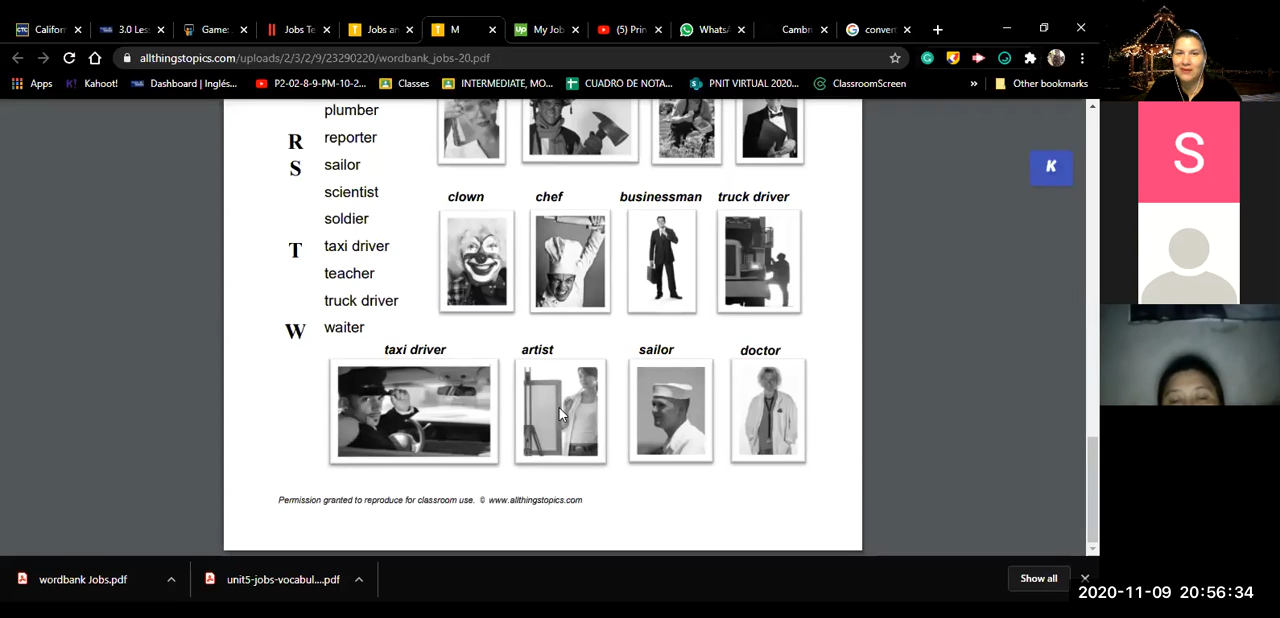 Californ
3.0 Les
Game:
Jobs Te
Jobs an
M
My Job
(5) Prin
WhatsA
Cambr
convert
allthingstopics.com/uploads/2/3/2/9/23290220/wordbank_jobs-20.pdf
Apps
Kahoot!
Dashboard | Inglés...
P2-02-8-9-PM-10-2...
Classes
INTERMEDIATE, MO...
CUADRO DE NOTA...
PNIT VIRTUAL 2020...
ClassroomScreen
»
Other bookmarks
plumber
R reporter
S sailor
scientist
soldier
T taxi driver
teacher
truck driver
W waiter
clown chef businessman truck driver
taxi driver artist sailor doctor
Permission granted to reproduce for classroom use. © www.allthingstopics.com
K
S
wordbank Jobs.pdf
unit5-jobs-vocabul....pdf
Show all
2020-11-09 20:56:34